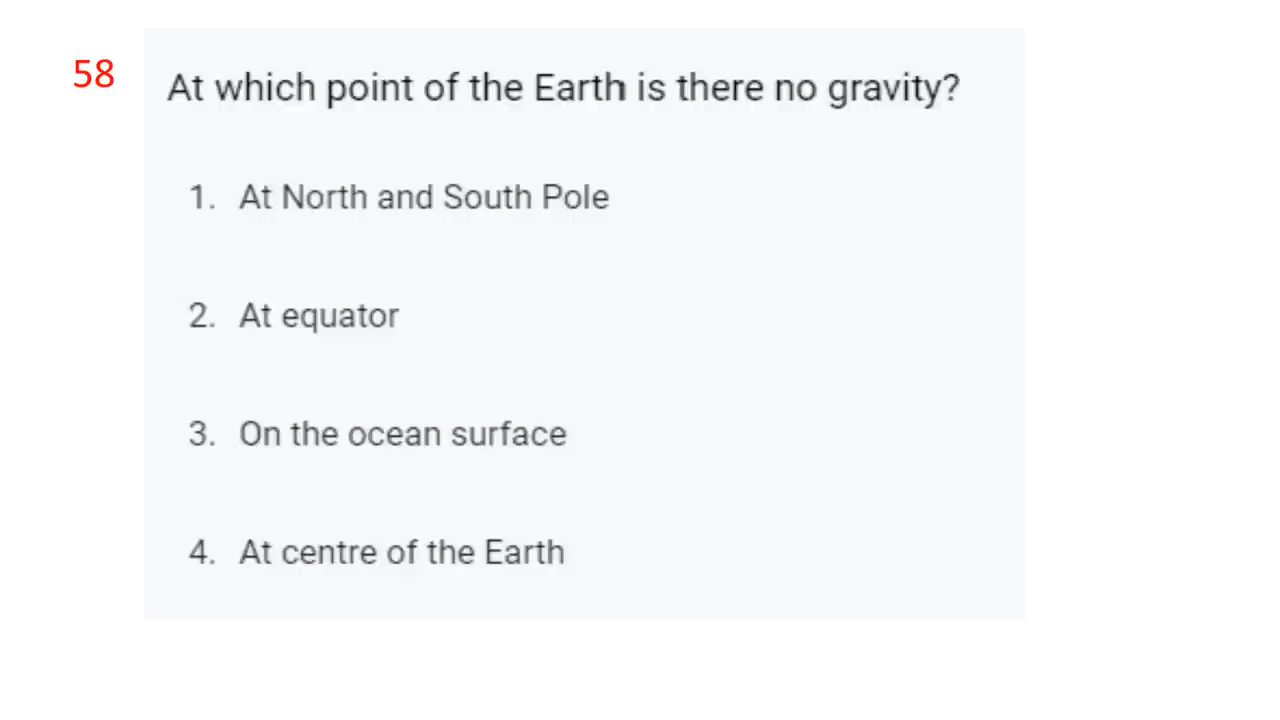 58
At which point of the Earth is there no gravity?
1. At North and South Pole
2. At equator
3. On the ocean surface
4. At centre of the Earth